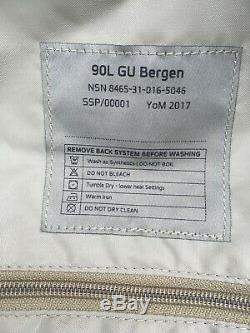 90L GU Bergen
NSN 8465-31-016-5046
SSP/00001 YoM 2017
REMOVE BACK SYSTEM BEFORE WASHING
Wash as Synthetics | DO NOT BOIL
DO NOT BLEACH
Tumble Dry - lower heat Settings
Warm Iron
DO NOT DRY CLEAN